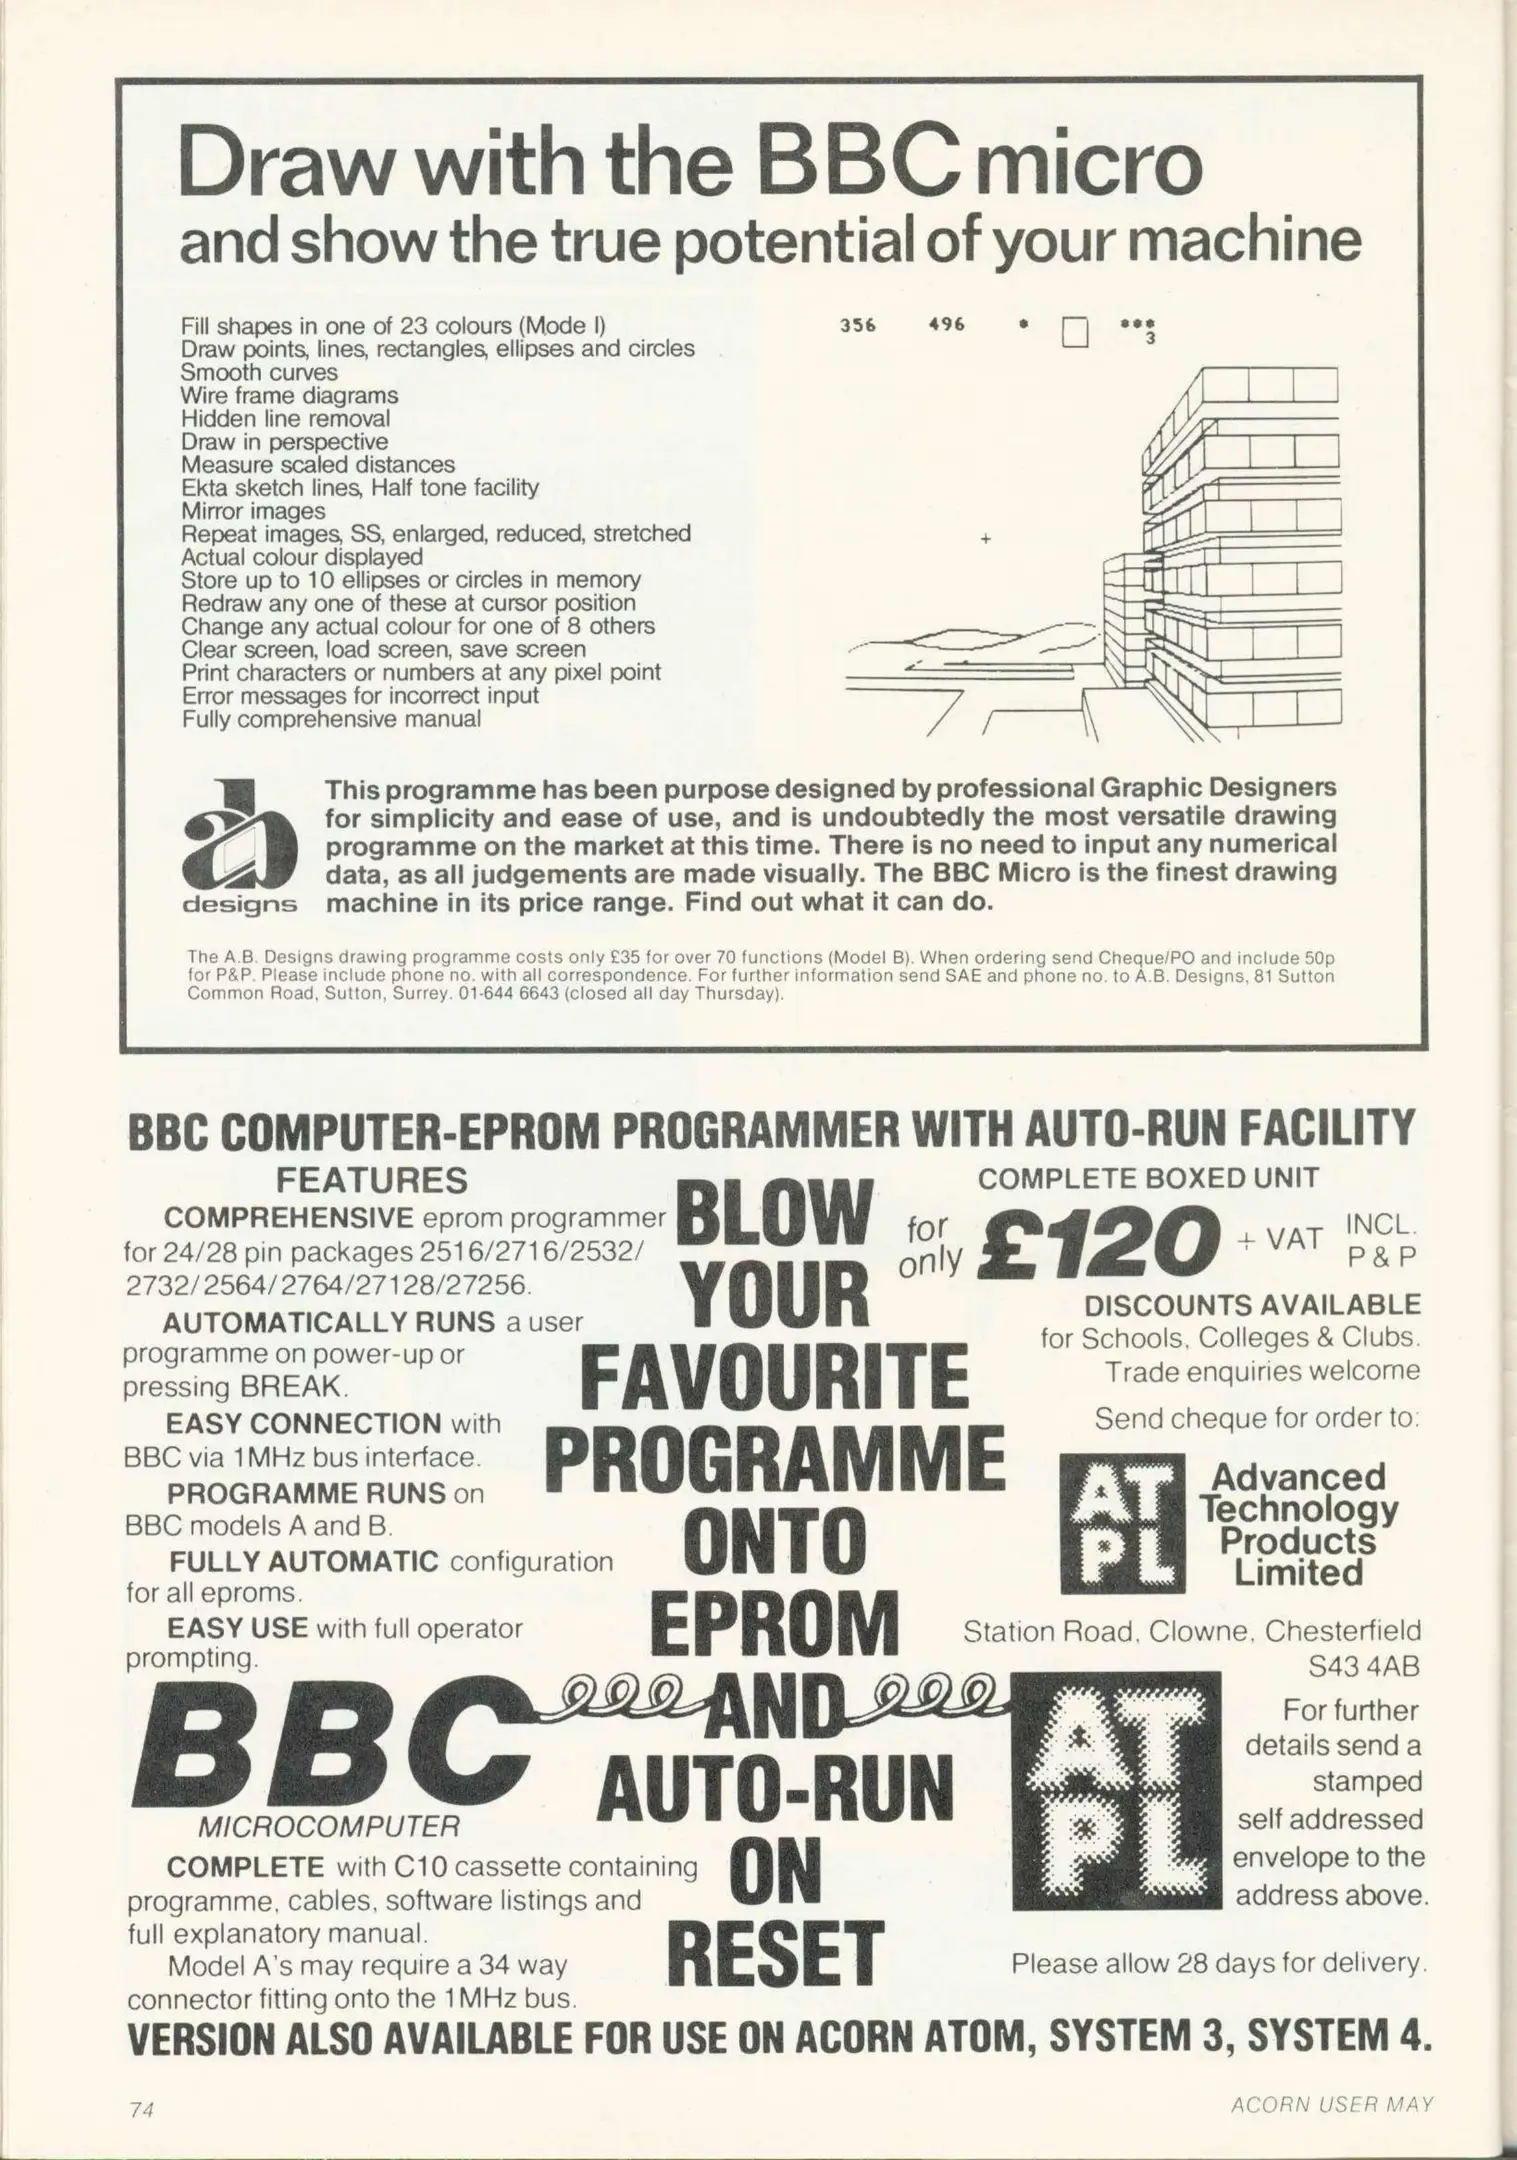 Draw with the BBC micro
and show the true potential of your machine
Fill shapes in one of 23 colours (Mode I)
Draw points, lines, rectangles, ellipses and circles
Smooth curves
Wire frame diagrams
Hidden line removal
Draw in perspective
Measure scaled distances
Ekta sketch lines, Half tone facility
Mirror images
Repeat images, SS, enlarged, reduced, stretched
Actual colour displayed
Store up to 10 ellipses or circles in memory
Redraw any one of these at cursor position
Change any actual colour for one of 8 others
Clear screen, load screen, save screen
Print characters or numbers at any pixel point
Error messages for incorrect input
Fully comprehensive manual
356 496 * ***
3
ab
designs
This programme has been purpose designed by professional Graphic Designers
for simplicity and ease of use, and is undoubtedly the most versatile drawing
programme on the market at this time. There is no need to input any numerical
data, as all judgements are made visually. The BBC Micro is the finest drawing
machine in its price range. Find out what it can do.
The A.B. Designs drawing programme costs only £35 for over 70 functions (Model B). When ordering send Cheque/PO and include 50p
for P&P. Please include phone no. with all correspondence. For further information send SAE and phone no. to A.B. Designs, 81 Sutton
Common Road, Sutton, Surrey. 01-644 6643 (closed all day Thursday).
BBC COMPUTER-EPROM PROGRAMMER WITH AUTO-RUN FACILITY
FEATURES
COMPREHENSIVE eprom programmer
for 24/28 pin packages 2516/2716/2532/
2732/2564/2764/27128/27256.
AUTOMATICALLY RUNS a user
programme on power-up or
pressing BREAK.
EASY CONNECTION with
BBC via 1MHz bus interface.
PROGRAMME RUNS on
BBC models A and B.
FULLY AUTOMATIC configuration
for all eproms.
EASY USE with full operator
prompting.
BBC
MICROCOMPUTER
COMPLETE with C10 cassette containing
programme, cables, software listings and
full explanatory manual.
Model A's may require a 34 way
connector fitting onto the 1MHz bus.
BLOW
YOUR
FAVOURITE
PROGRAMME
ONTO
EPROM
AND
AUTO-RUN
ON
RESET
COMPLETE BOXED UNIT
for only £120 + VAT INCL. P & P
DISCOUNTS AVAILABLE
for Schools, Colleges & Clubs.
Trade enquiries welcome
Send cheque for order to:
AT
PL
Advanced
Technology
Products
Limited
Station Road, Clowne, Chesterfield
S43 4AB
AT
PL
For further
details send a
stamped
self addressed
envelope to the
address above.
Please allow 28 days for delivery.
VERSION ALSO AVAILABLE FOR USE ON ACORN ATOM, SYSTEM 3, SYSTEM 4.
74
ACORN USER MAY